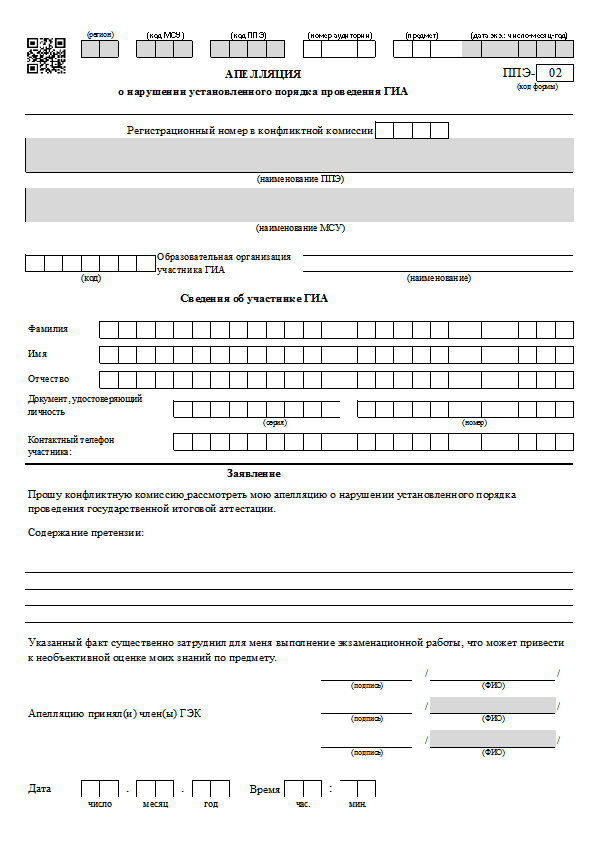 (регион) (код МСУ) (код ППЭ) (номер аудитории) (предмет) (дата экз.: число-месяц-год)
АПЕЛЛЯЦИЯ
ППЭ- 02
(код формы)
о нарушении установленного порядка проведения ГИА
Регистрационный номер в конфликтной комиссии
(наименование ППЭ)
(наименование МСУ)
Образовательная организация
участника ГИА
(код) (наименование)
Сведения об участнике ГИА
Фамилия
Имя
Отчество
Документ, удостоверяющий
личность
(серия) (номер)
Контактный телефон
участника:
Заявление
Прошу конфликтную комиссию рассмотреть мою апелляцию о нарушении установленного порядка
проведения государственной итоговой аттестации.
Содержание претензии:
Указанный факт существенно затруднил для меня выполнение экзаменационной работы, что может привести
к необъективной оценке моих знаний по предмету.
/ /
(подпись) (ФИО)
Апелляцию принял(и) член(ы) ГЭК / /
(подпись) (ФИО)
/ /
(подпись) (ФИО)
Дата . . Время :
число месяц год час. мин.